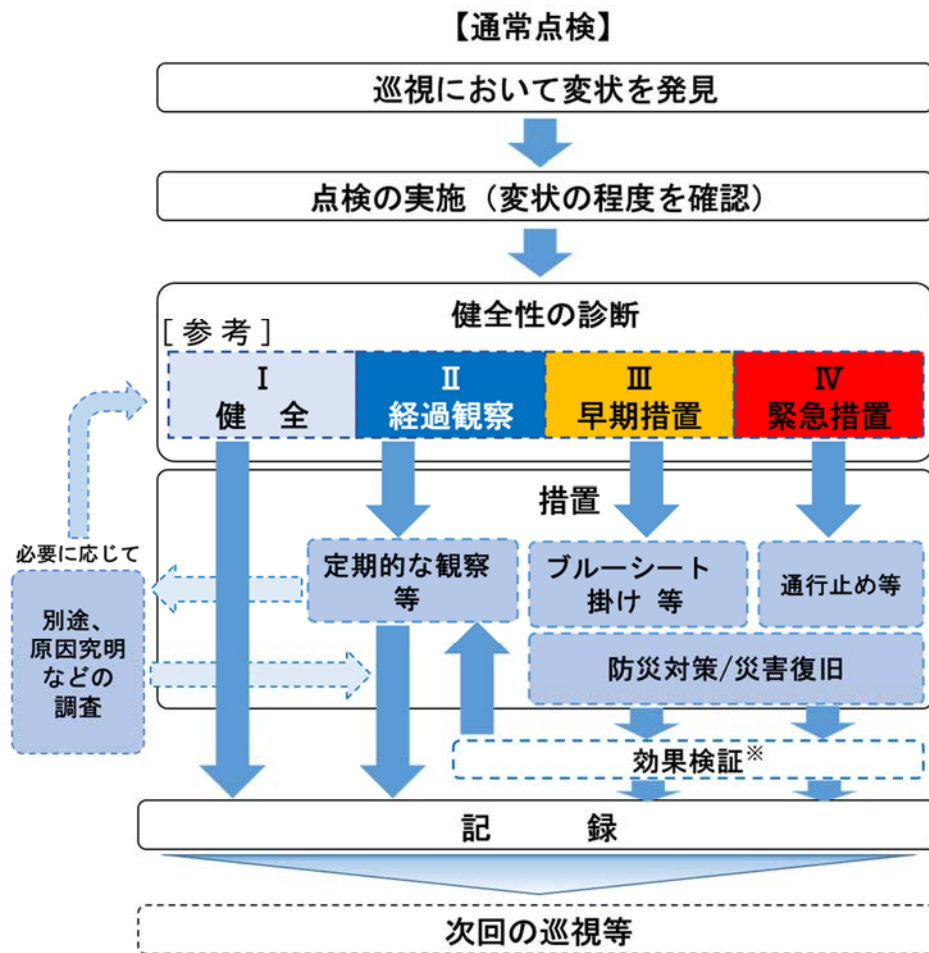 【通常点検】
巡視において変状を発見
点検の実施（変状の程度を確認）
健全性の診断
[ 参 考 ]
Ⅰ
健　全
Ⅱ
経過観察
Ⅲ
早期措置
Ⅳ
緊急措置
措置
必要に応じて
別途、
原因究明
などの
調査
定期的な観察
等
ブルーシート
掛け 等
通行止め等
防災対策/災害復旧
効果検証※
記　　録
次回の巡視等